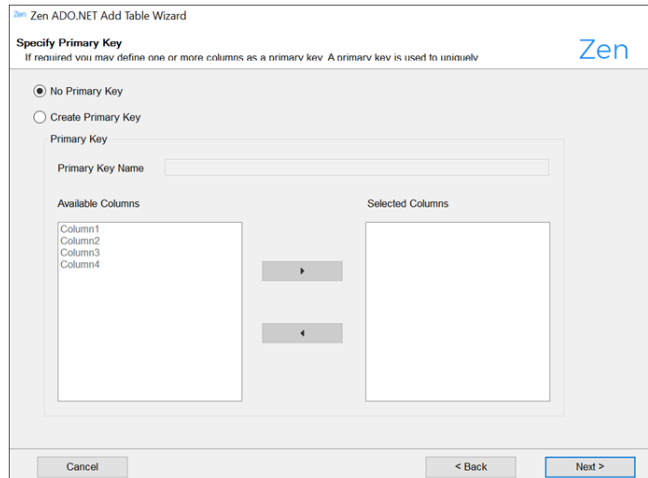 Zen Zen ADO.NET Add Table Wizard
Specify Primary Key
If required you may define one or more columns as a primary key. A primary key is used to uniquely
Zen
No Primary Key
Create Primary Key
Primary Key
Primary Key Name
Available Columns
Selected Columns
Column1
Column2
Column3
Column4
Cancel
< Back
Next >